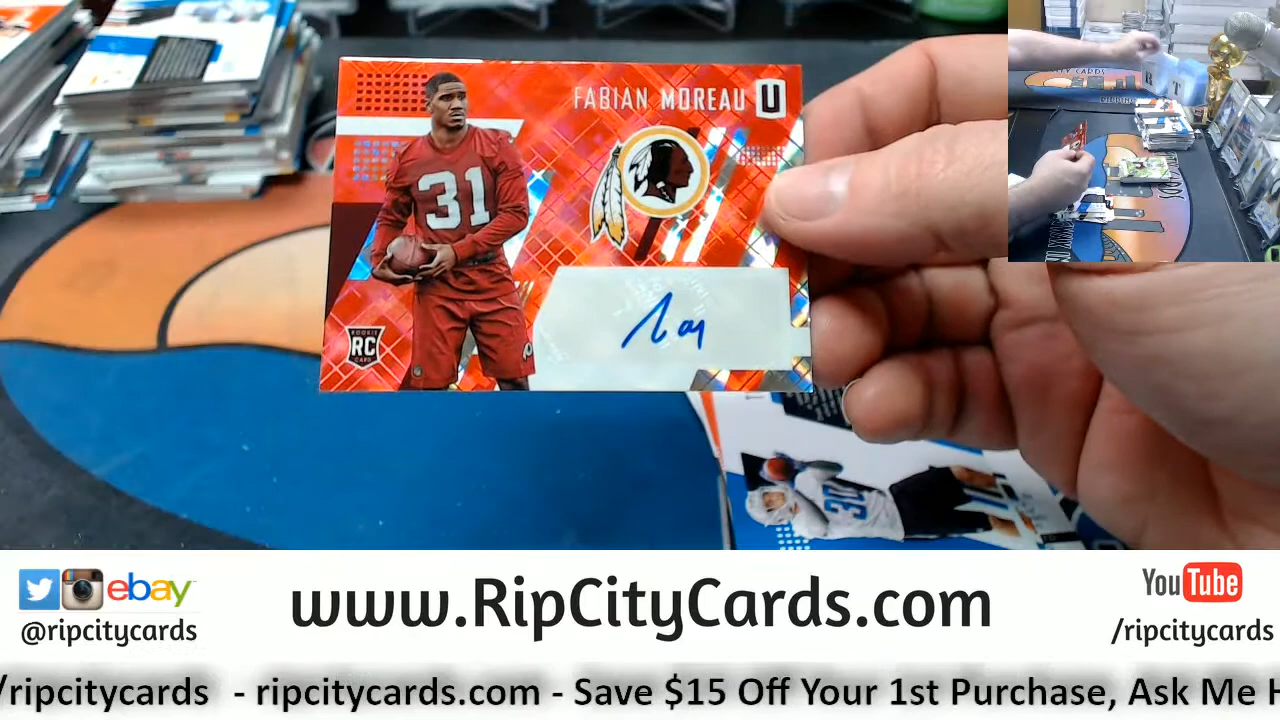 FABIAN MOREAU U
31
ROOKIE
RC
CARD
30
ebay
@ripcitycards
www.RipCityCards.com
YouTube
/ripcitycards
/ripcitycards - ripcitycards.com - Save $15 Off Your 1st Purchase, Ask Me H